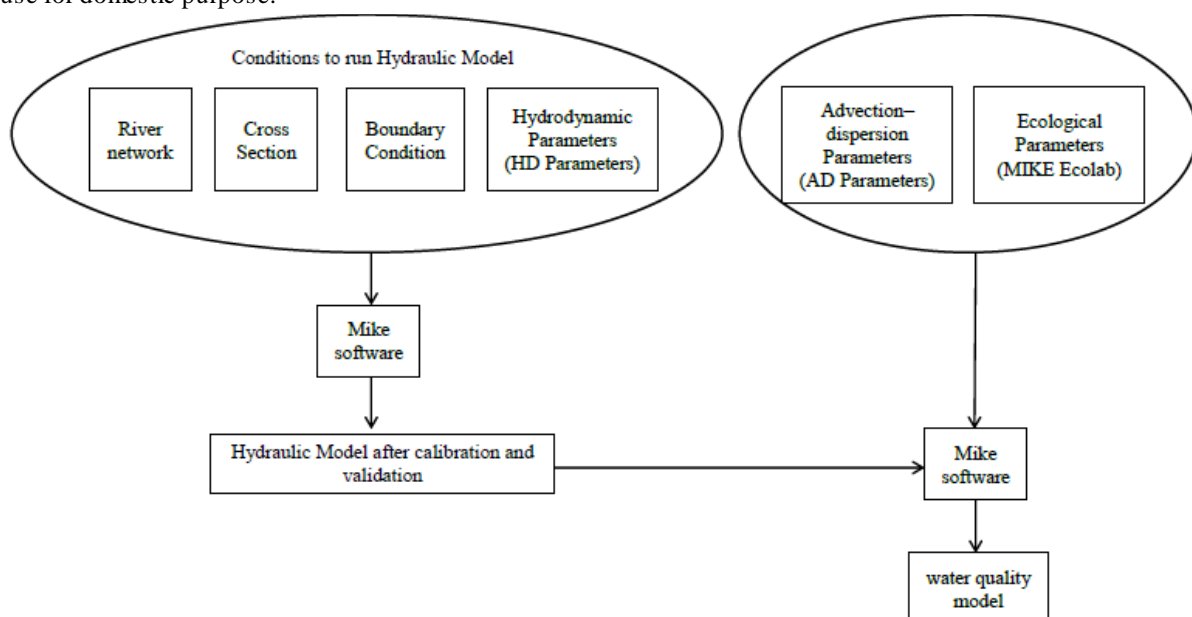 use for domestic purpose.
Conditions to run Hydraulic Model
River
network
Cross
Section
Boundary
Condition
Hydrodynamic
Parameters
(HD Parameters)
Advection–
dispersion
Parameters
(AD Parameters)
Ecological
Parameters
(MIKE Ecolab)
Mike
software
Hydraulic Model after calibration and
validation
Mike
software
water quality
model